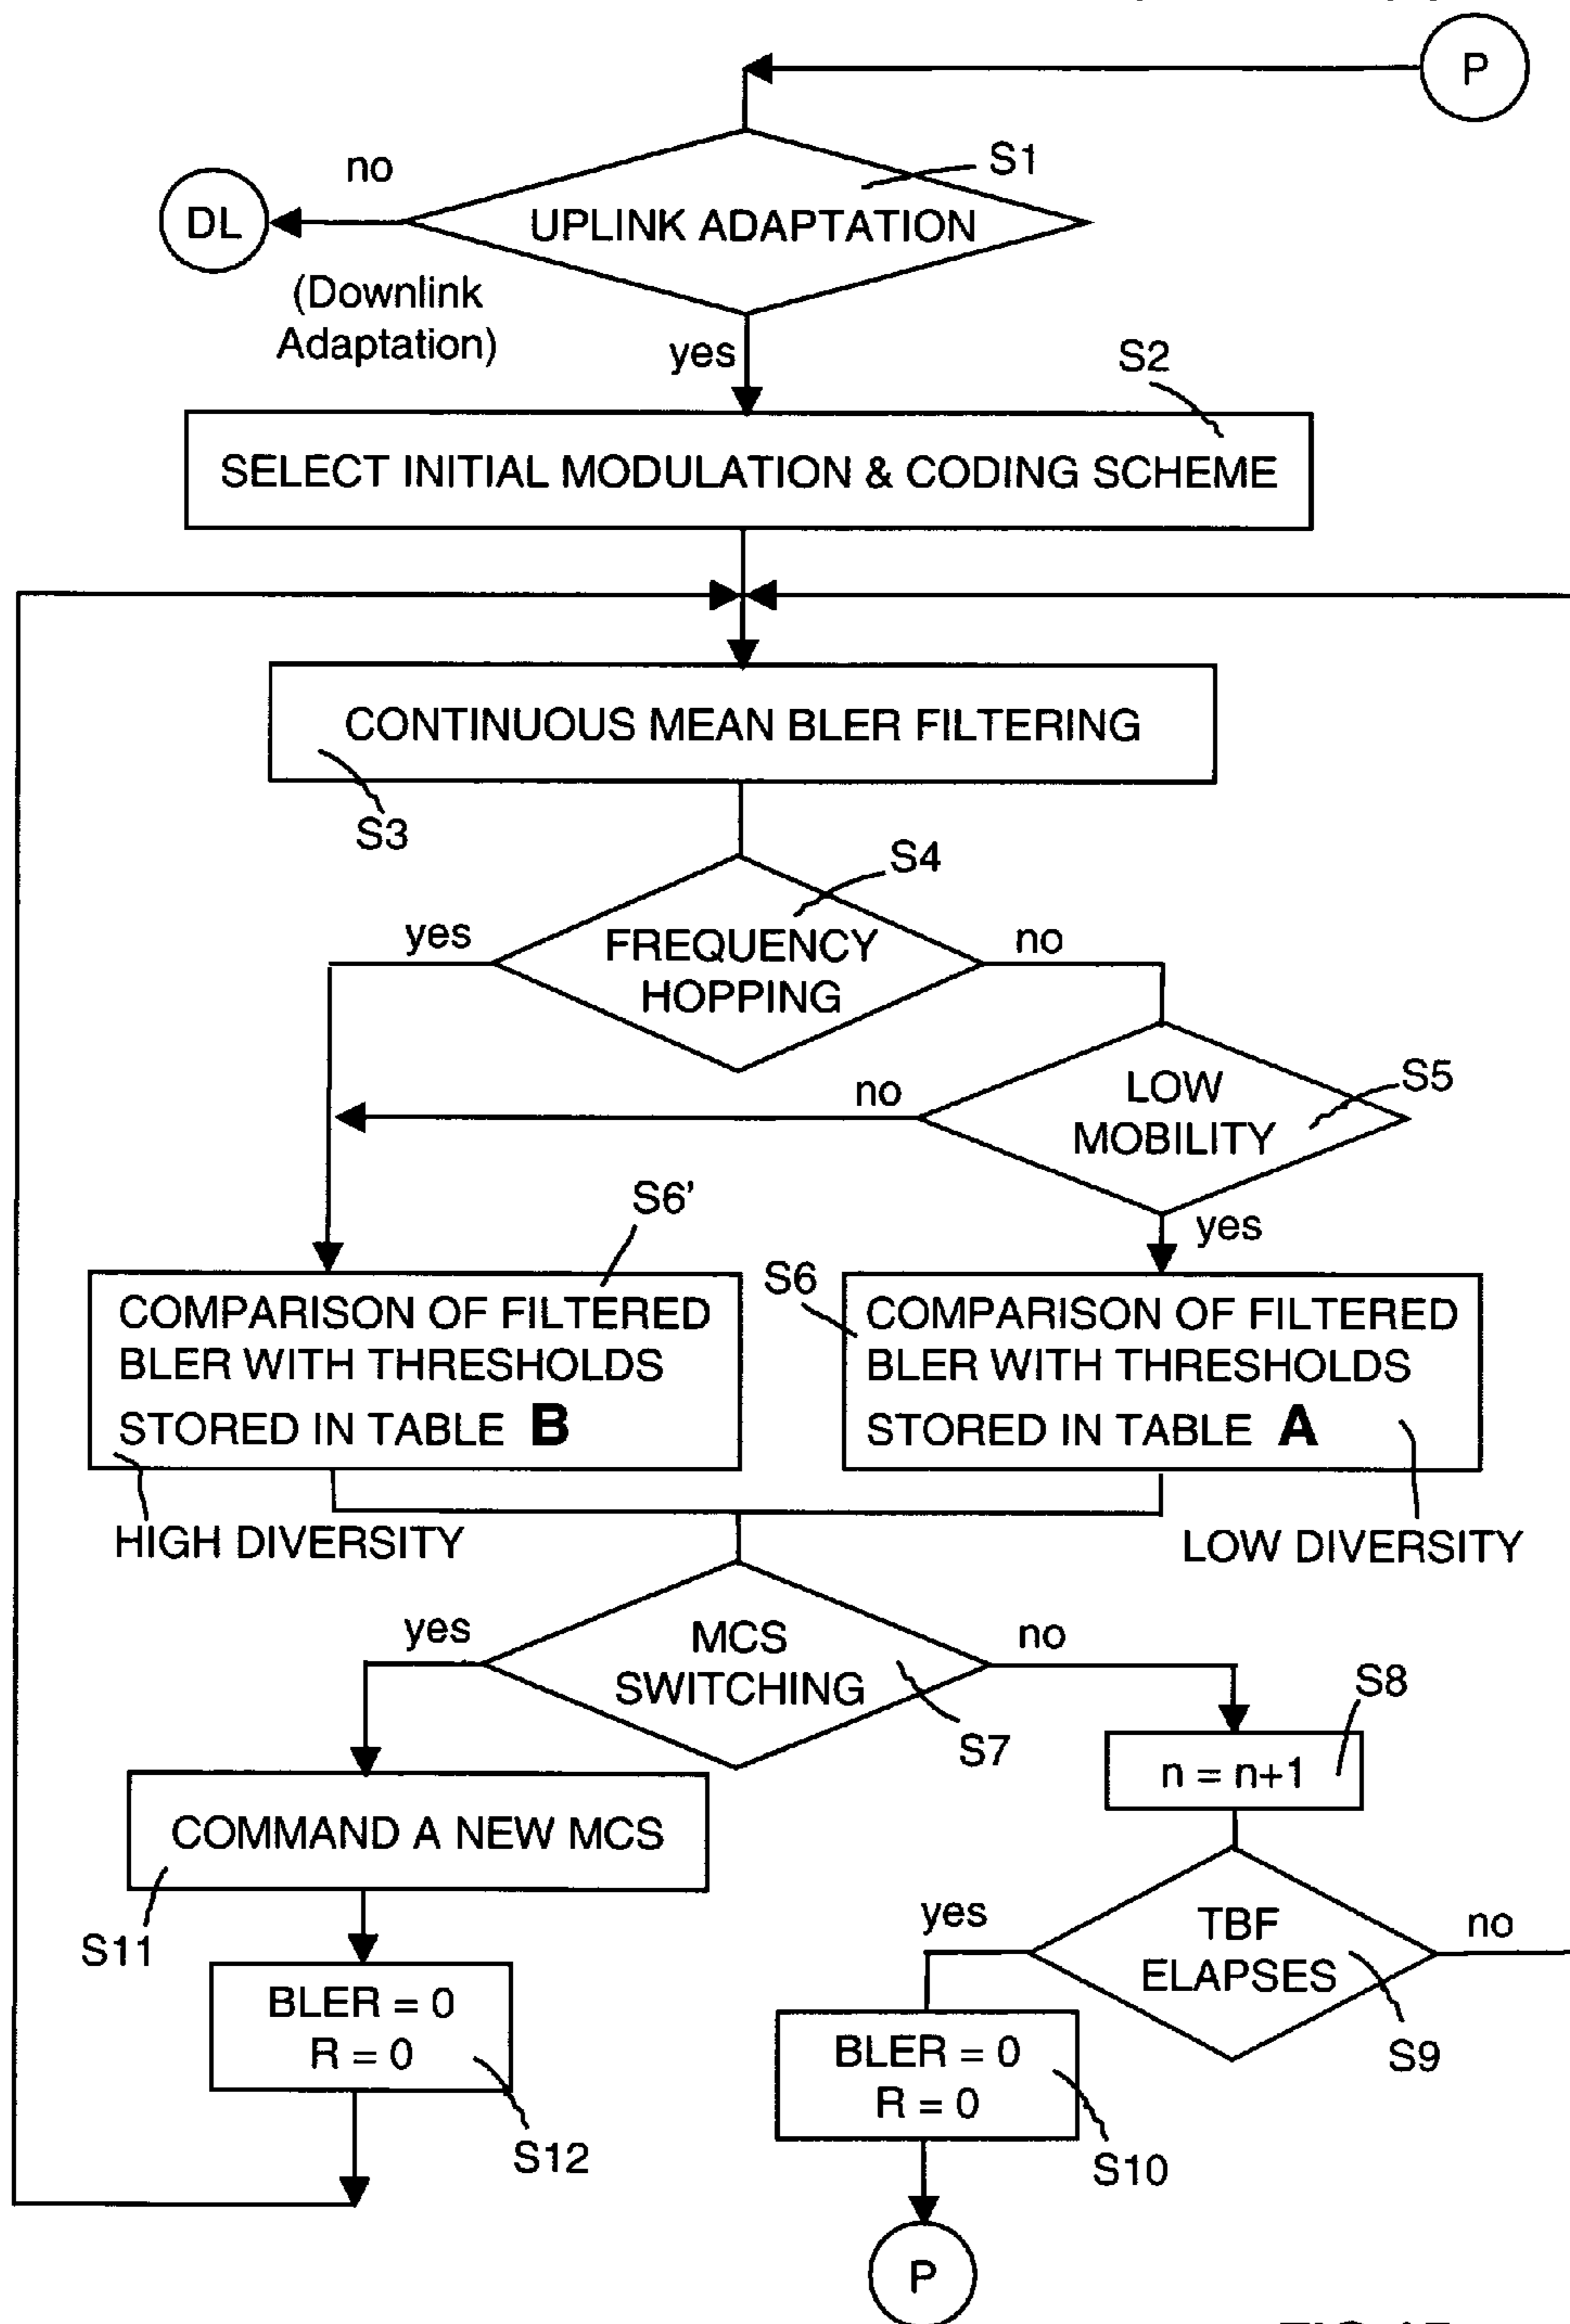 P
no
S1
DL
UPLINK ADAPTATION
(Downlink
Adaptation)
yes
S2
SELECT INITIAL MODULATION & CODING SCHEME
CONTINUOUS MEAN BLER FILTERING
S3
S4
yes
FREQUENCY
HOPPING
no
no
LOW
MOBILITY
S5
S6'
yes
S6
COMPARISON OF FILTERED
BLER WITH THRESHOLDS
STORED IN TABLE B
COMPARISON OF FILTERED
BLER WITH THRESHOLDS
STORED IN TABLE A
HIGH DIVERSITY
LOW DIVERSITY
yes
MCS
SWITCHING
no
S7
S8
n = n+1
COMMAND A NEW MCS
S11
yes
TBF
ELAPSES
no
S9
BLER = 0
R = 0
S12
BLER = 0
R = 0
S10
P